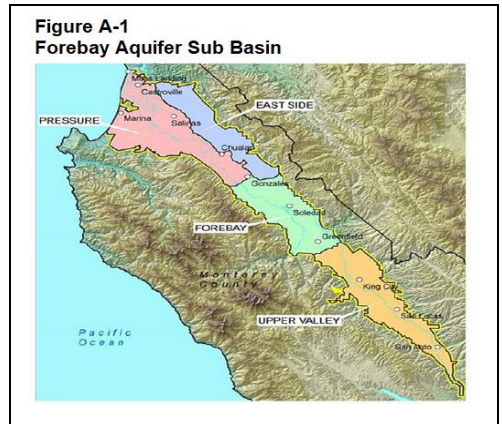 Figure A-1
Forebay Aquifer Sub Basin
Moss Landing
Castroville
EAST SIDE
PRESSURE
Marina
Salinas
Chualar
Gonzales
Soledad
FOREBAY
Greenfield
Monterey
County
King City
UPPER VALLEY
San Lucas
San Ardo
Pacific
Ocean